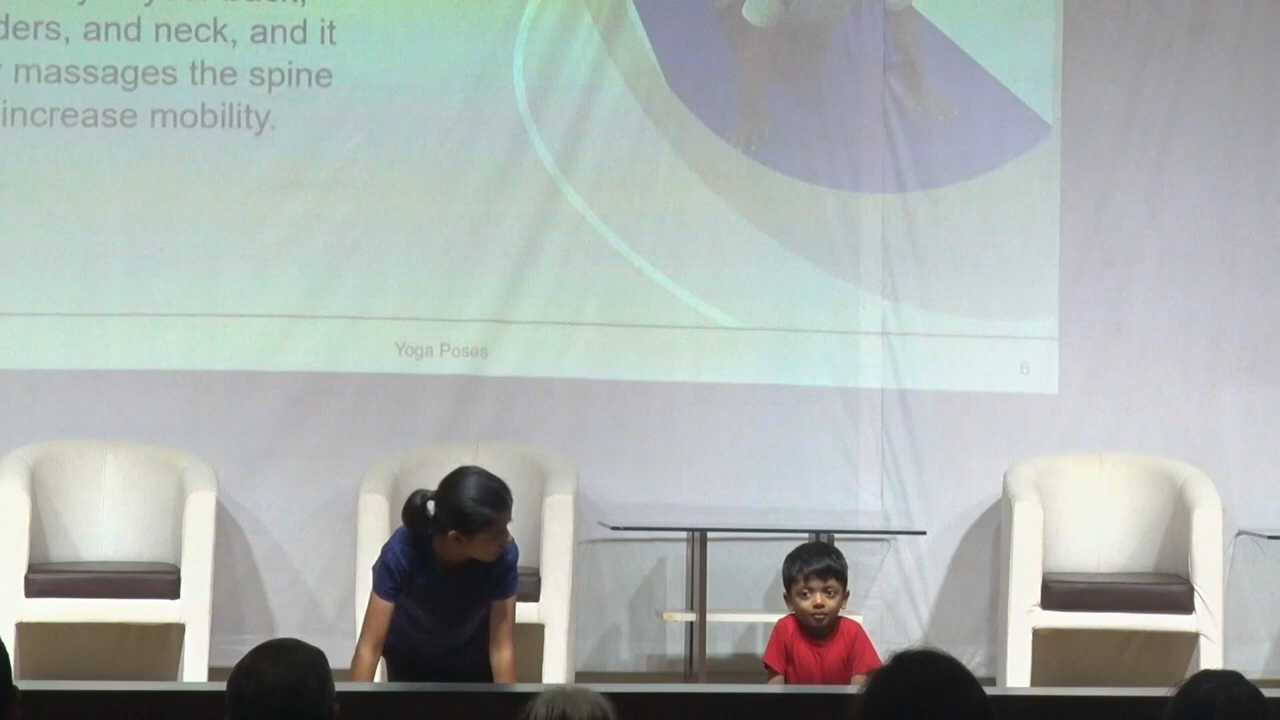 ders, and neck, and it
massages the spine
increase mobility.
Yoga Poses
6